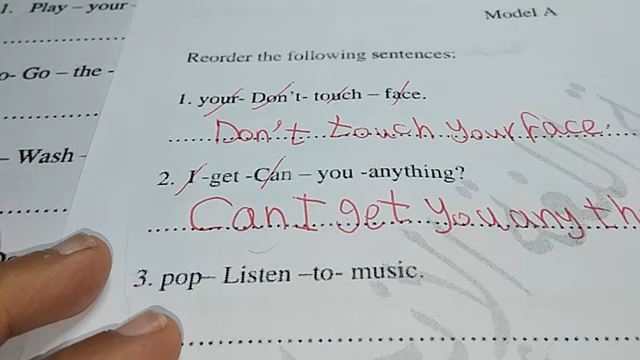 1. Play – your -
o- Go – the -
– Wash -
Model A
Reorder the following sentences:
1. your- Don't- touch – face.
Don't touch your face.
2. I -get -Can – you -anything?
Can I get you anyth
3. pop– Listen –to- music.